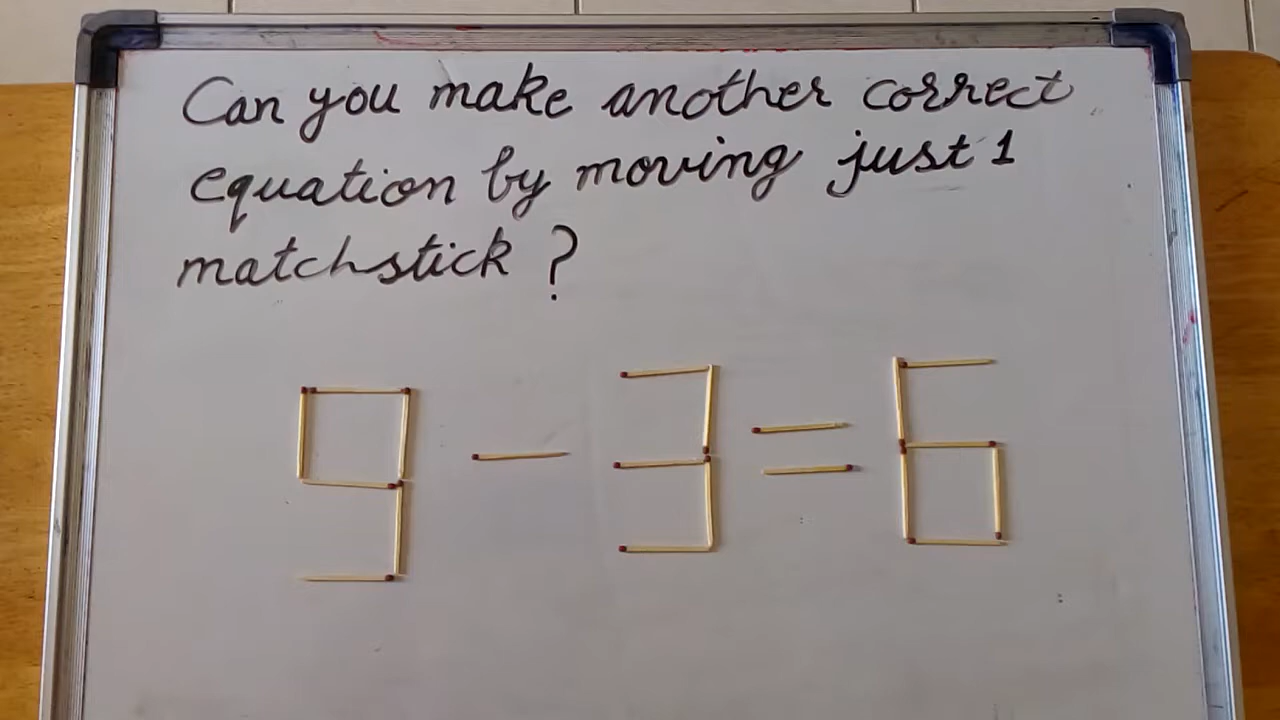 Can you make another correct
equation by moving just 1
matchstick ?
9 - 3 = 6